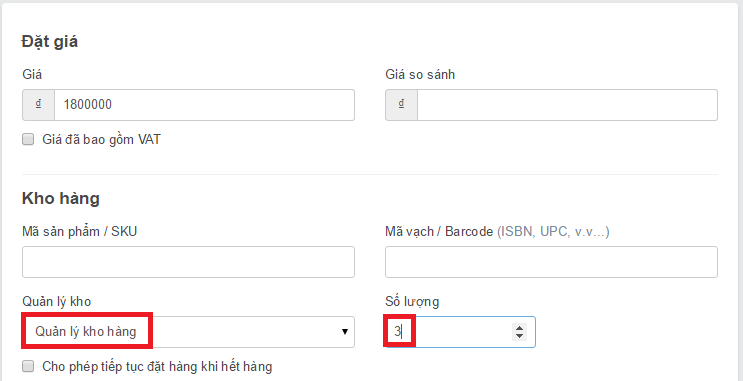 Đặt giá
Giá
Giá so sánh
₫ 1800000
₫
Giá đã bao gồm VAT
Kho hàng
Mã sản phẩm / SKU
Mã vạch / Barcode (ISBN, UPC, v.v...)
Quản lý kho
Số lượng
Quản lý kho hàng
3
Cho phép tiếp tục đặt hàng khi hết hàng